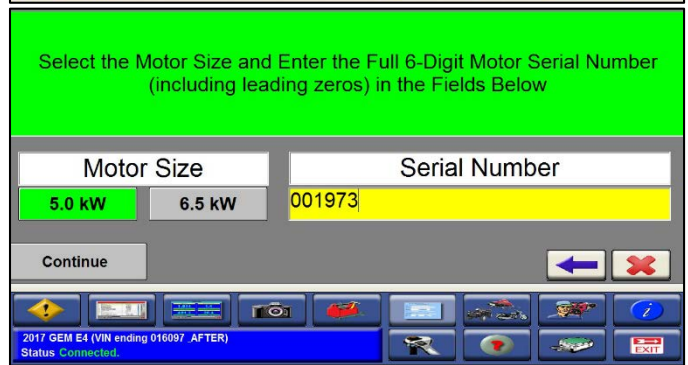 Select the Motor Size and Enter the Full 6-Digit Motor Serial Number
(including leading zeros) in the Fields Below
Motor Size
Serial Number
5.0 kW
6.5 kW
001973
Continue
2017 GEM E4 (VIN ending 016097_AFTER)
Status Connected.
EXIT